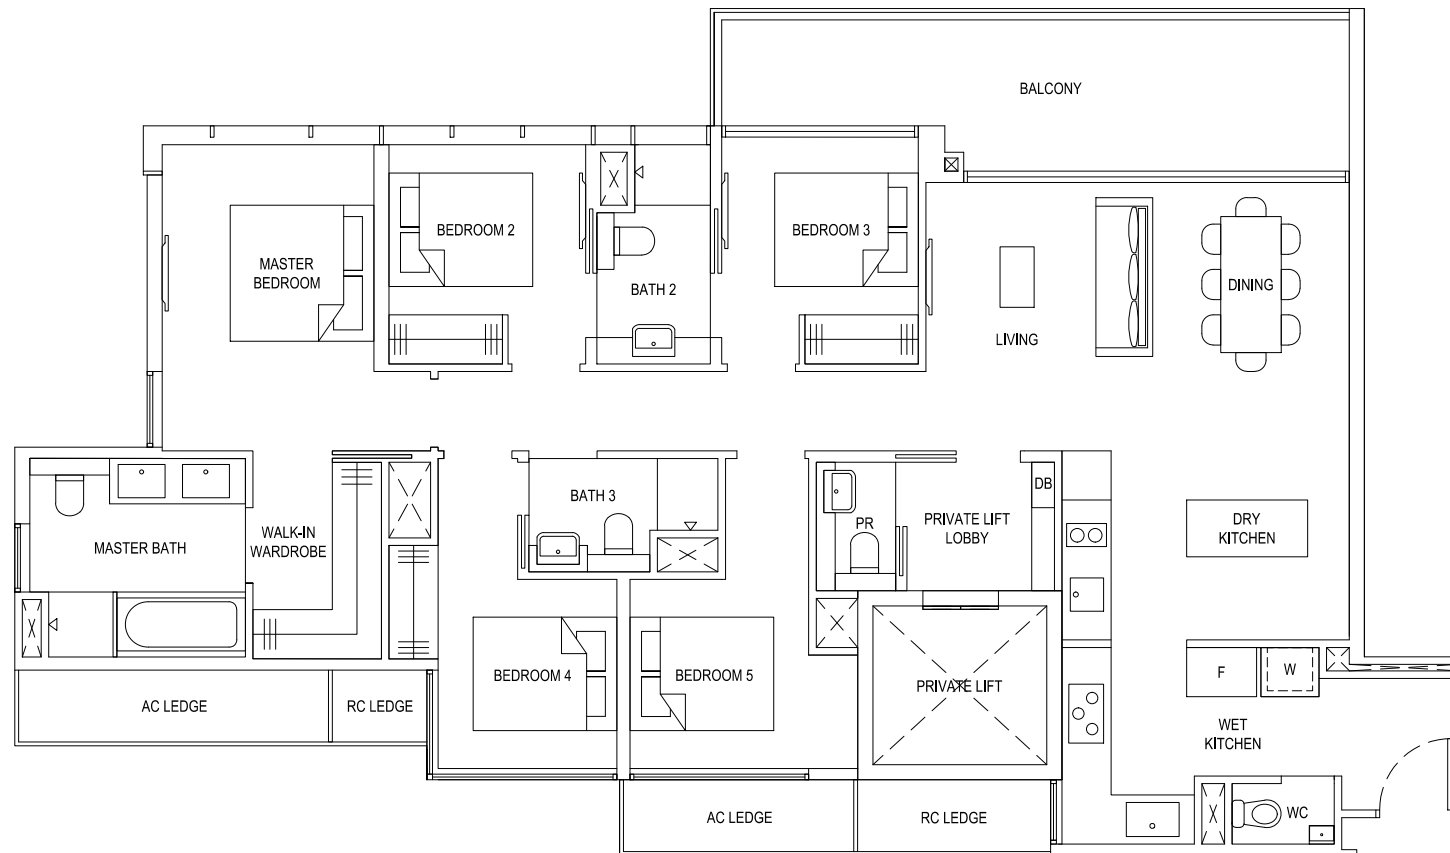 BALCONY
BEDROOM 2
BEDROOM 3
MASTER
BEDROOM
BATH 2
DINING
LIVING
DB
BATH 3
PR
PRIVATE LIFT
LOBBY
DRY
KITCHEN
WALK-IN
WARDROBE
MASTER BATH
BEDROOM 4
BEDROOM 5
F
W
PRIVATE LIFT
AC LEDGE
RC LEDGE
WET
KITCHEN
AC LEDGE
RC LEDGE
WC